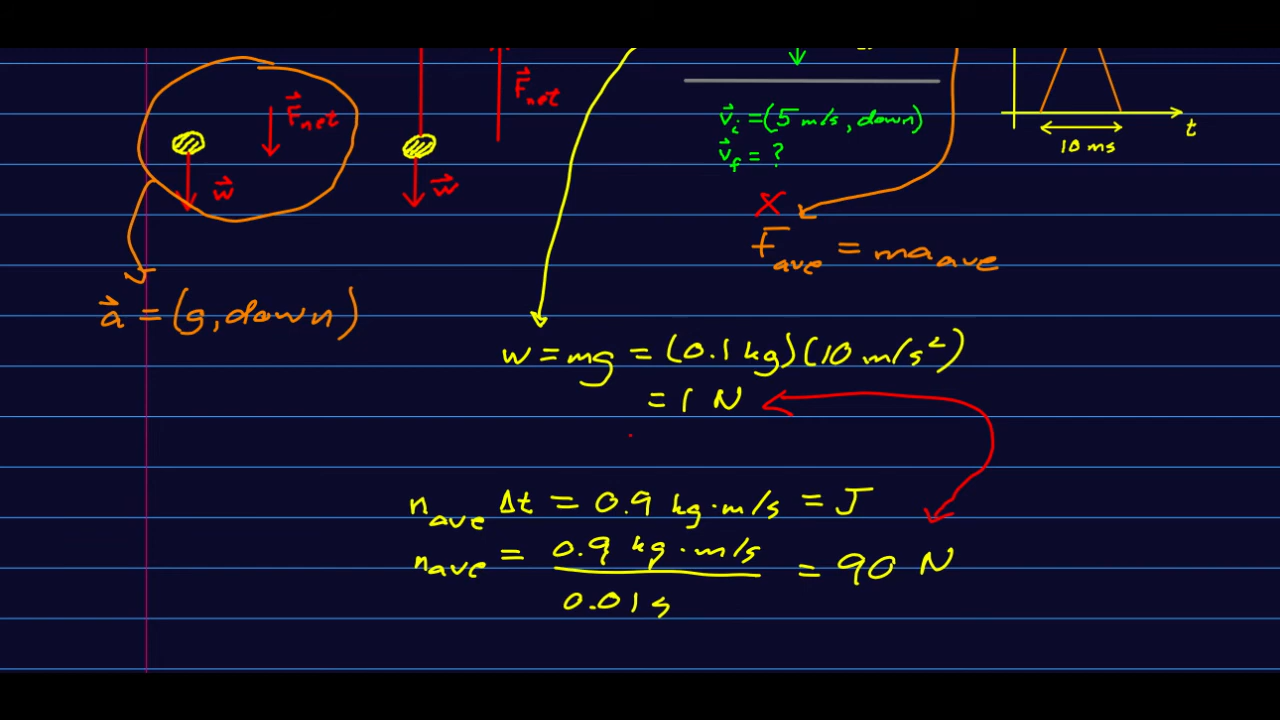 F⃗net
F⃗net
w⃗
w⃗
v⃗i = (5 m/s, down)
v⃗f = ?
10 ms
t
X
Fave = maave
a⃗ = (g, down)
w = mg = (0.1 kg)(10 m/s²)
= 1 N
nave Δt = 0.9 kg·m/s = J
nave = 0.9 kg·m/s / 0.01 s = 90 N